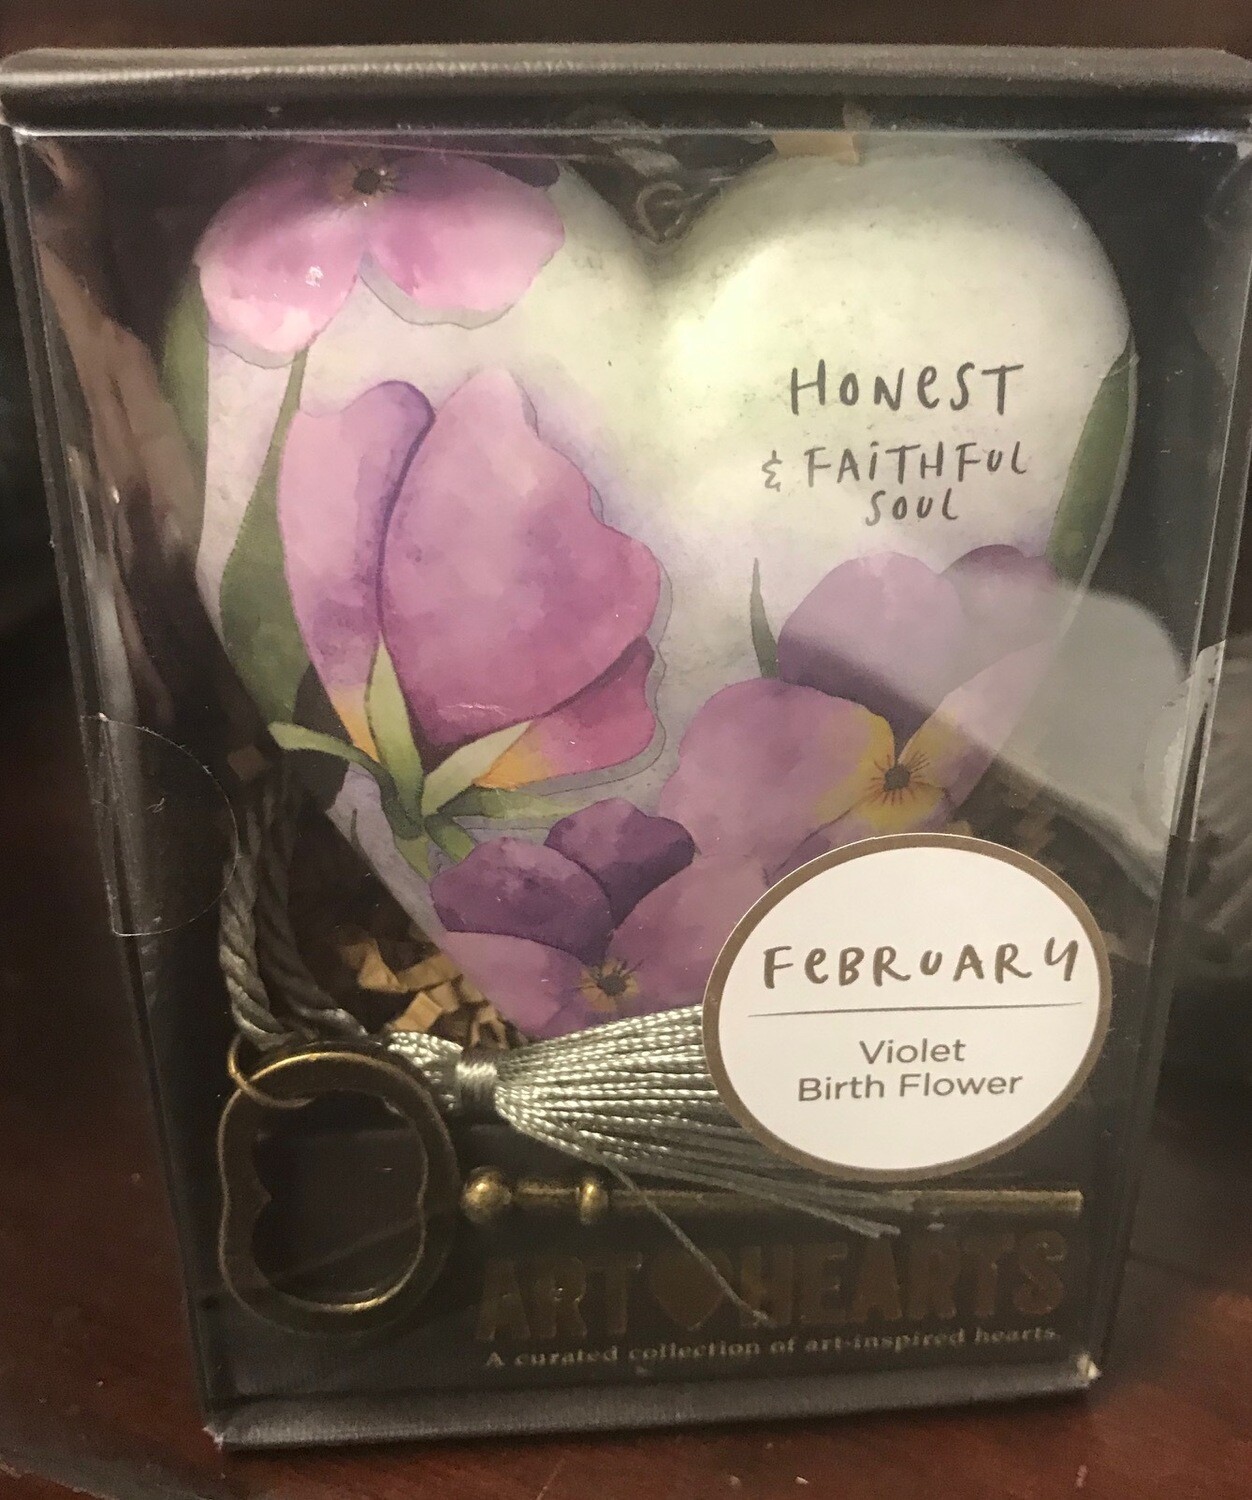 HONEST
& FAITHFUL
SOUL
FEBRUARY
Violet
Birth Flower
ART HEARTS
A curated collection of art-inspired hearts.